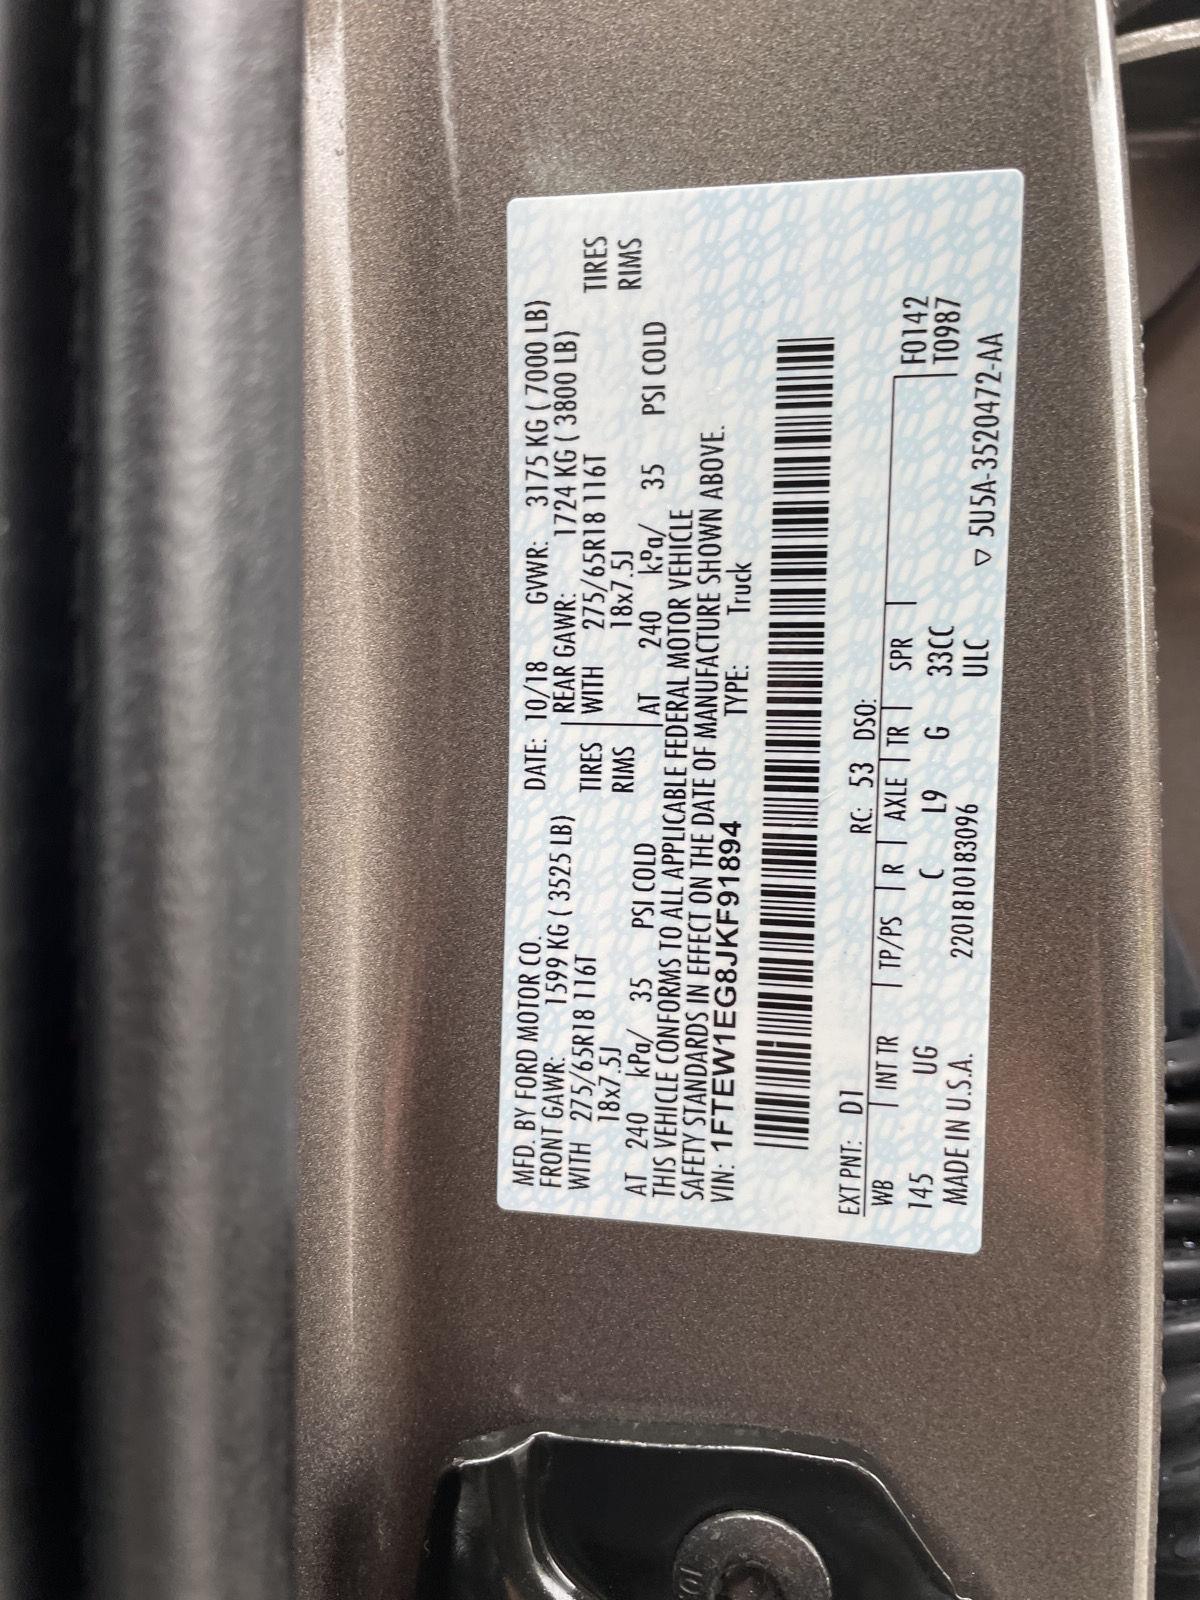 MFD. BY FORD MOTOR CO. DATE: 10/18 GVWR: 3175 KG ( 7000 LB)
FRONT GAWR: 1599 KG ( 3525 LB) REAR GAWR: 1724 KG ( 3800 LB)
WITH 275/65R18 116T TIRES WITH 275/65R18 116T TIRES
18x7.5J RIMS 18x7.5J RIMS
AT 240 kPa/ 35 PSI COLD AT 240 kPa/ 35 PSI COLD
THIS VEHICLE CONFORMS TO ALL APPLICABLE FEDERAL MOTOR VEHICLE
SAFETY STANDARDS IN EFFECT ON THE DATE OF MANUFACTURE SHOWN ABOVE.
VIN: 1FTEW1EG8JKF91894 TYPE: Truck
EXT PNT: D1 RC: 53 DSO:
WB INT TR TP/PS R AXLE TR SPR F0142
145 UG C L9 G 33CC T0987
MADE IN U.S.A. 2201810183096 ULC
▽ 5U5A-3520472-AA
10